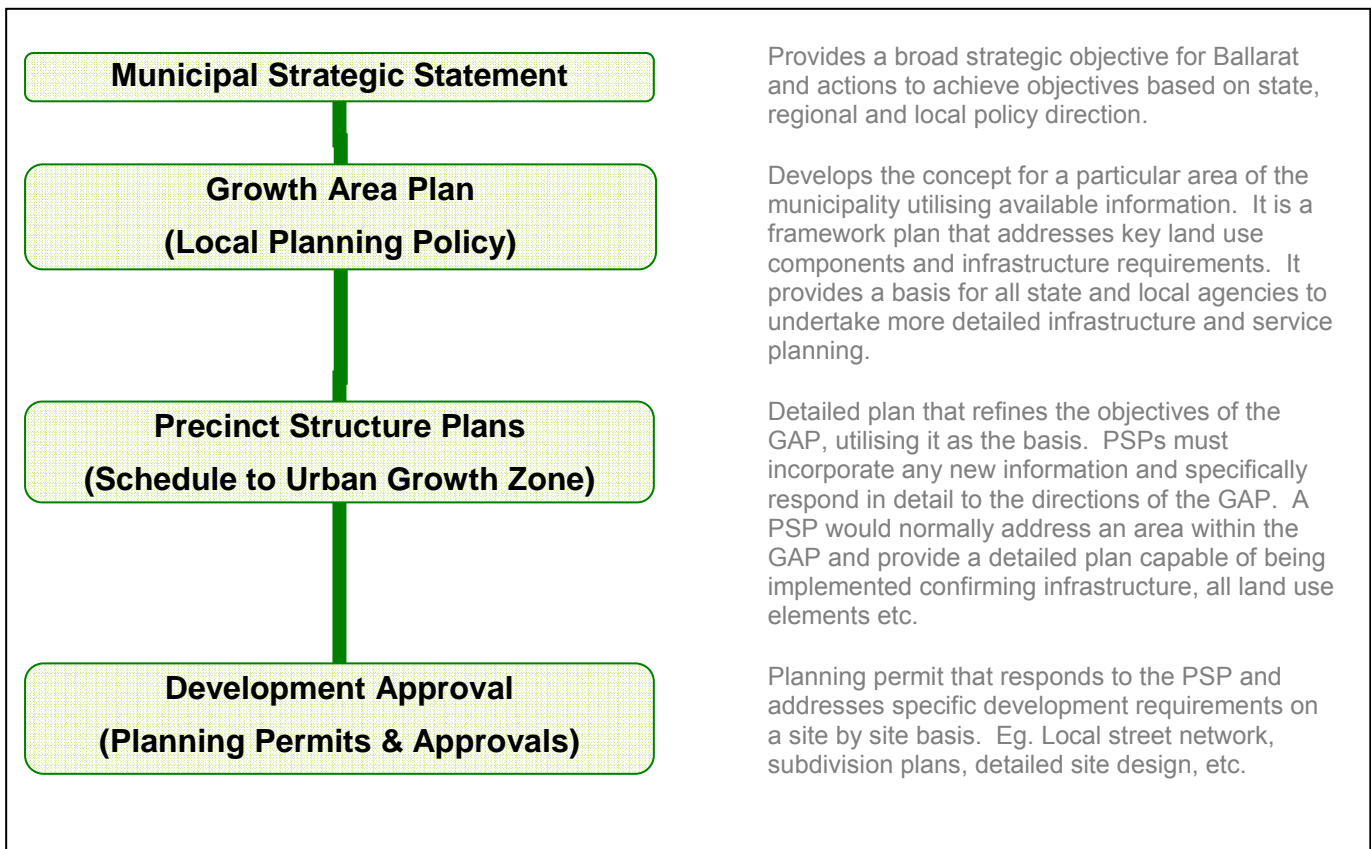 Municipal Strategic Statement
Provides a broad strategic objective for Ballarat
and actions to achieve objectives based on state,
regional and local policy direction.
Growth Area Plan
(Local Planning Policy)
Develops the concept for a particular area of the
municipality utilising available information.  It is a
framework plan that addresses key land use
components and infrastructure requirements.  It
provides a basis for all state and local agencies to
undertake more detailed infrastructure and service
planning.
Precinct Structure Plans
(Schedule to Urban Growth Zone)
Detailed plan that refines the objectives of the
GAP, utilising it as the basis.  PSPs must
incorporate any new information and specifically
respond in detail to the directions of the GAP.  A
PSP would normally address an area within the
GAP and provide a detailed plan capable of being
implemented confirming infrastructure, all land use
elements etc.
Development Approval
(Planning Permits & Approvals)
Planning permit that responds to the PSP and
addresses specific development requirements on
a site by site basis.  Eg. Local street network,
subdivision plans, detailed site design, etc.